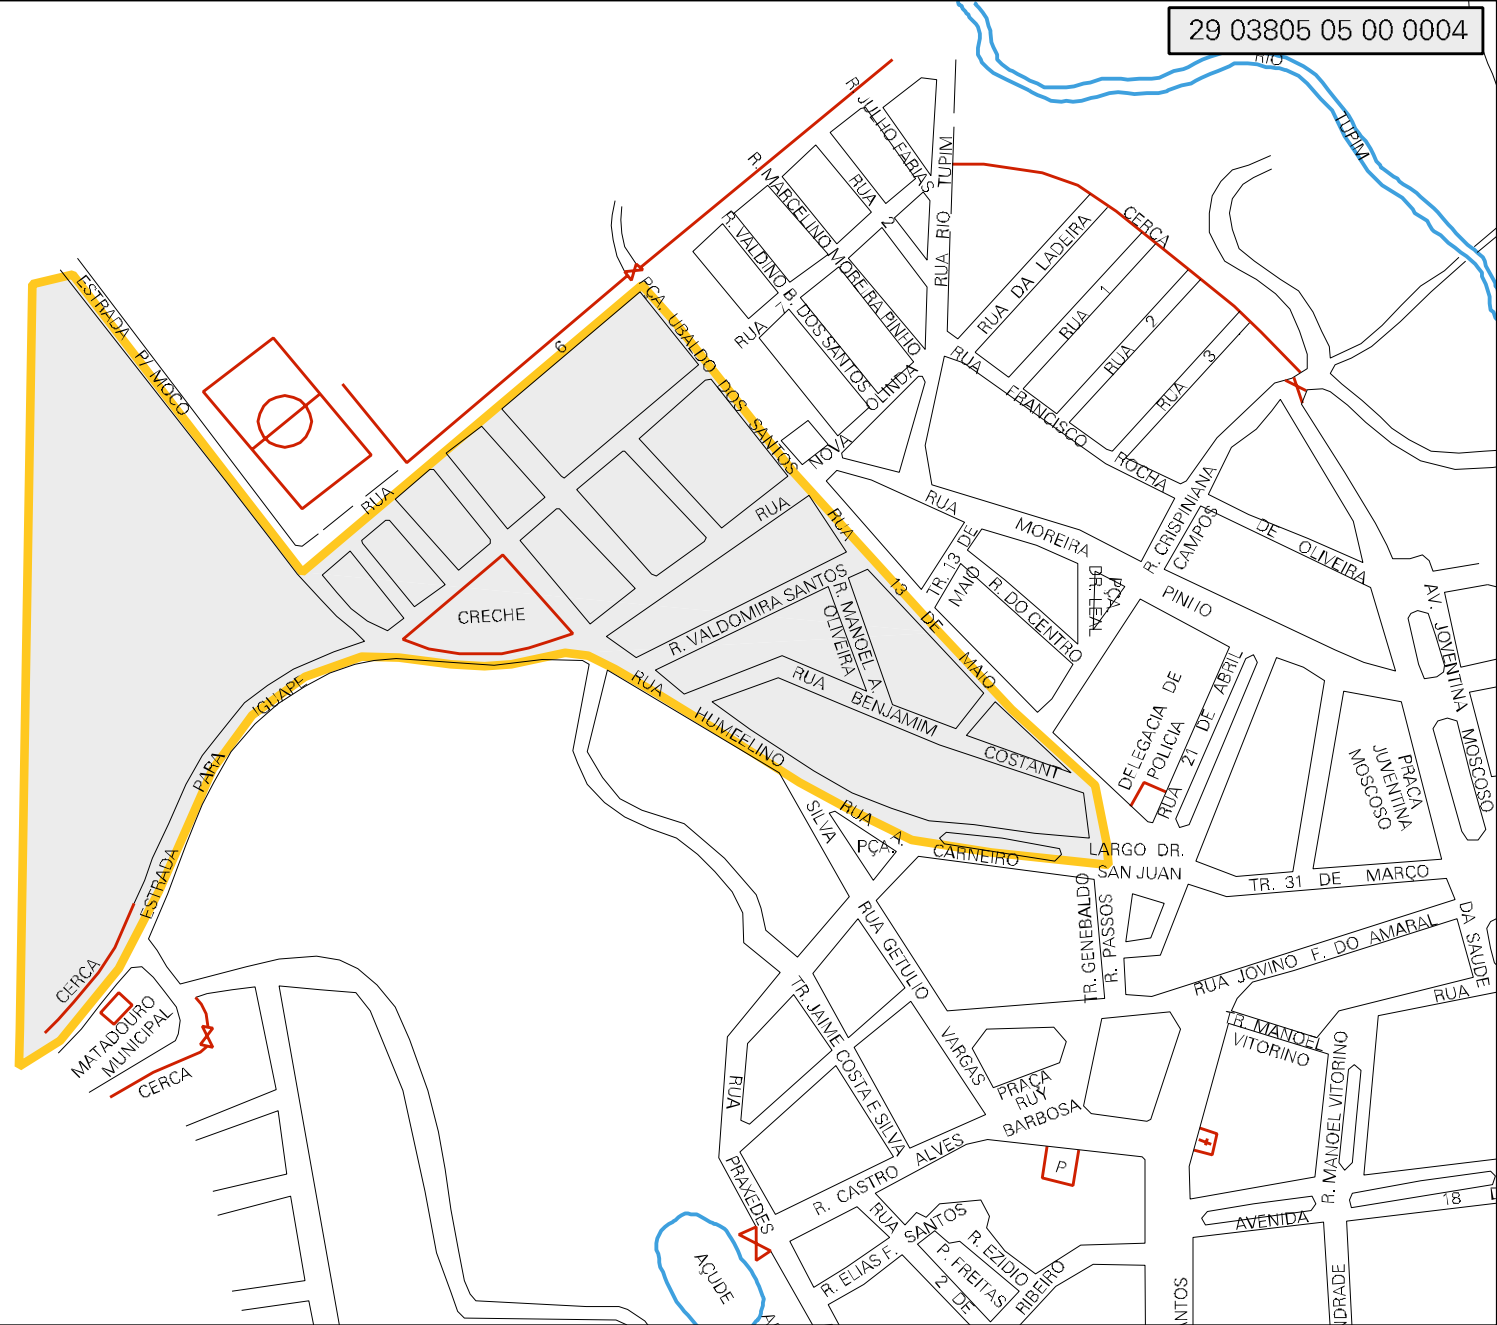 29 03805 05 00 0004
RIO
TUPIM
R. JULHO FARIAS
R. MARCELINO MOREIRA PINHO
RUA 2
R. VALDINO B. DOS SANTOS
RUA 1
RUA RIO TUPIM
CERCA
RUA DA LADEIRA
RUA 1
RUA 2
RUA 3
ESTRADA P/ MOCO
PÇA. UBALDO DOS SANTOS
RUA 6
NOVA OLINDA
RUA
RUA FRANCISCO ROCHA DE OLIVEIRA
R. CRISPINIANA
CAMPOS
RUA MOREIRA PINHO
TR. 13 DE
MAIO
R. DO CENTRO
PÇA.
DR. LEAL
RUA 13 DE MAIO
CRECHE
R. VALDOMIRA SANTOS
R. MANOEL A.
OLIVEIRA
RUA BENJAMIM COSTANT
RUA HUMEELINO
RUA A. CARNEIRO
SILVA
PÇA.
ESTRADA PARA IGUAPE
CERCA
MATADOURO
MUNICIPAL
CERCA
DELEGACIA DE
POLICIA
RUA 21 DE ABRIL
AV. JOVENTINA MOSCOSO
PRACA
JUVENTINA
MOSCOSO
LARGO DR.
SAN JUAN
TR. 31 DE MARÇO
TR. GENEBALDO
R. PASSOS
RUA JOVINO F. DO AMARAL
DA SAUDE
RUA
RUA GETULIO VARGAS
TR. JAIME COSTA E SILVA
RUA PRAXEDES
PRAÇA
RUY
BARBOSA
TR. MANOEL
VITORINO
R. MANOEL VITORINO
R. CASTRO ALVES
P
AVENIDA
18
RUA
2 DE
R. ELIAS F. SANTOS
P. FREITAS
R. EZIDIO
RIBEIRO
AÇUDE
ANTOS
NDRADE